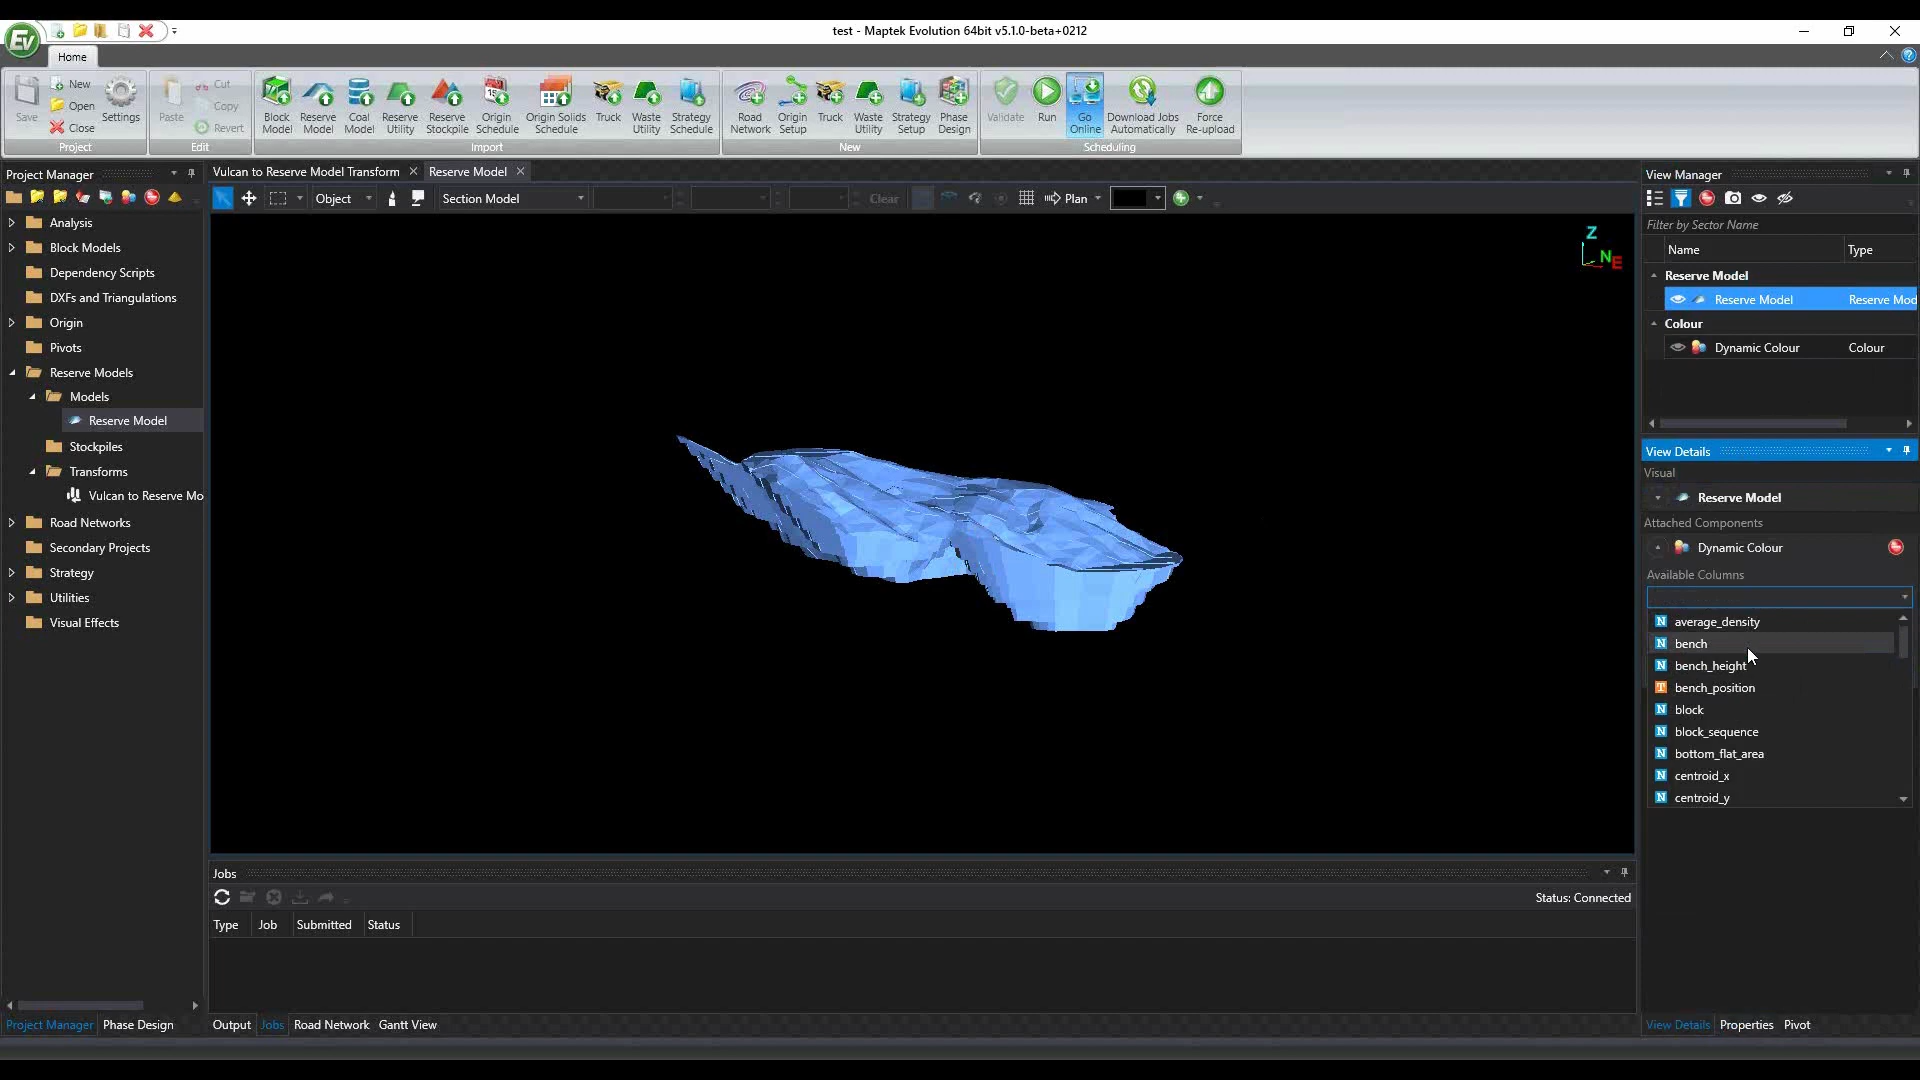 test - Maptek Evolution 64bit v5.1.0-beta+0212
Ev
Home
Save
New
Open
Close
Settings
Project
Paste
Cut
Copy
Revert
Edit
Block Model
Reserve Model
Coal Model
Reserve Utility
Reserve Stockpile
Origin Schedule
Origin Solids Schedule
Truck
Waste Utility
Strategy Schedule
Import
Road Network
Origin Setup
Truck
Waste Utility
Strategy Setup
Phase Design
New
Validate
Run
Go Online
Download Jobs Automatically
Force Re-upload
Scheduling
Project Manager
Analysis
Block Models
Dependency Scripts
DXFs and Triangulations
Origin
Pivots
Reserve Models
Models
Reserve Model
Stockpiles
Transforms
Vulcan to Reserve Mo
Road Networks
Secondary Projects
Strategy
Utilities
Visual Effects
Project Manager
Phase Design
Vulcan to Reserve Model Transform
Reserve Model
Object
Section Model
Clear
Plan
Z
N
E
Jobs
Status: Connected
Type
Job
Submitted
Status
Output
Jobs
Road Network
Gantt View
View Manager
Filter by Sector Name
Name
Type
Reserve Model
Reserve Model
Reserve Mod
Colour
Dynamic Colour
Colour
View Details
Visual
Reserve Model
Attached Components
Dynamic Colour
Available Columns
N average_density
N bench
N bench_height
T bench_position
N block
N block_sequence
N bottom_flat_area
N centroid_x
N centroid_y
View Details
Properties
Pivot